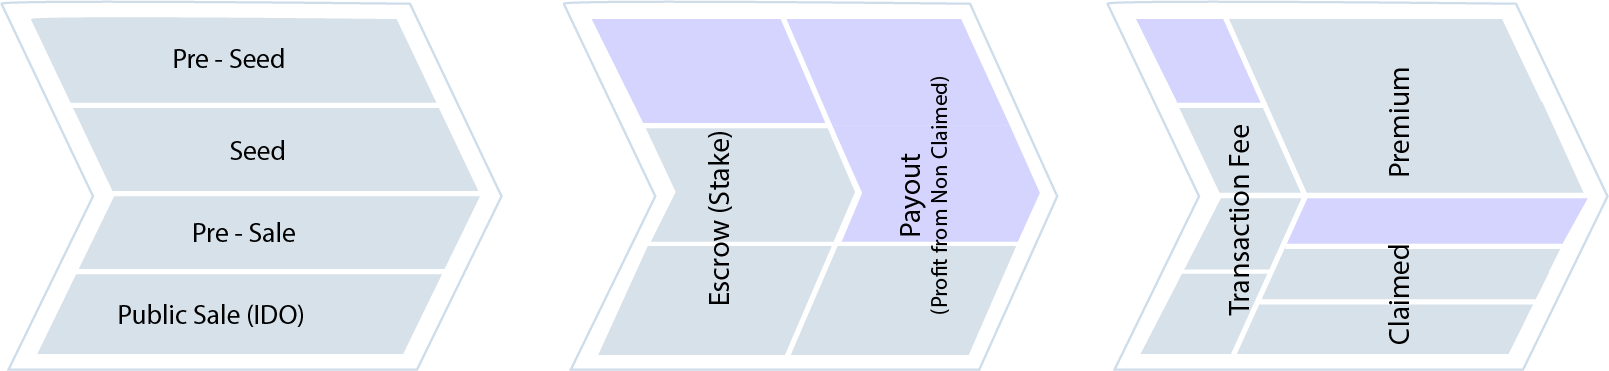 Pre - Seed
Seed
Pre - Sale
Public Sale (IDO)
Escrow (Stake)
Payout
(Profit from Non Claimed)
Transaction Fee
Premium
Claimed